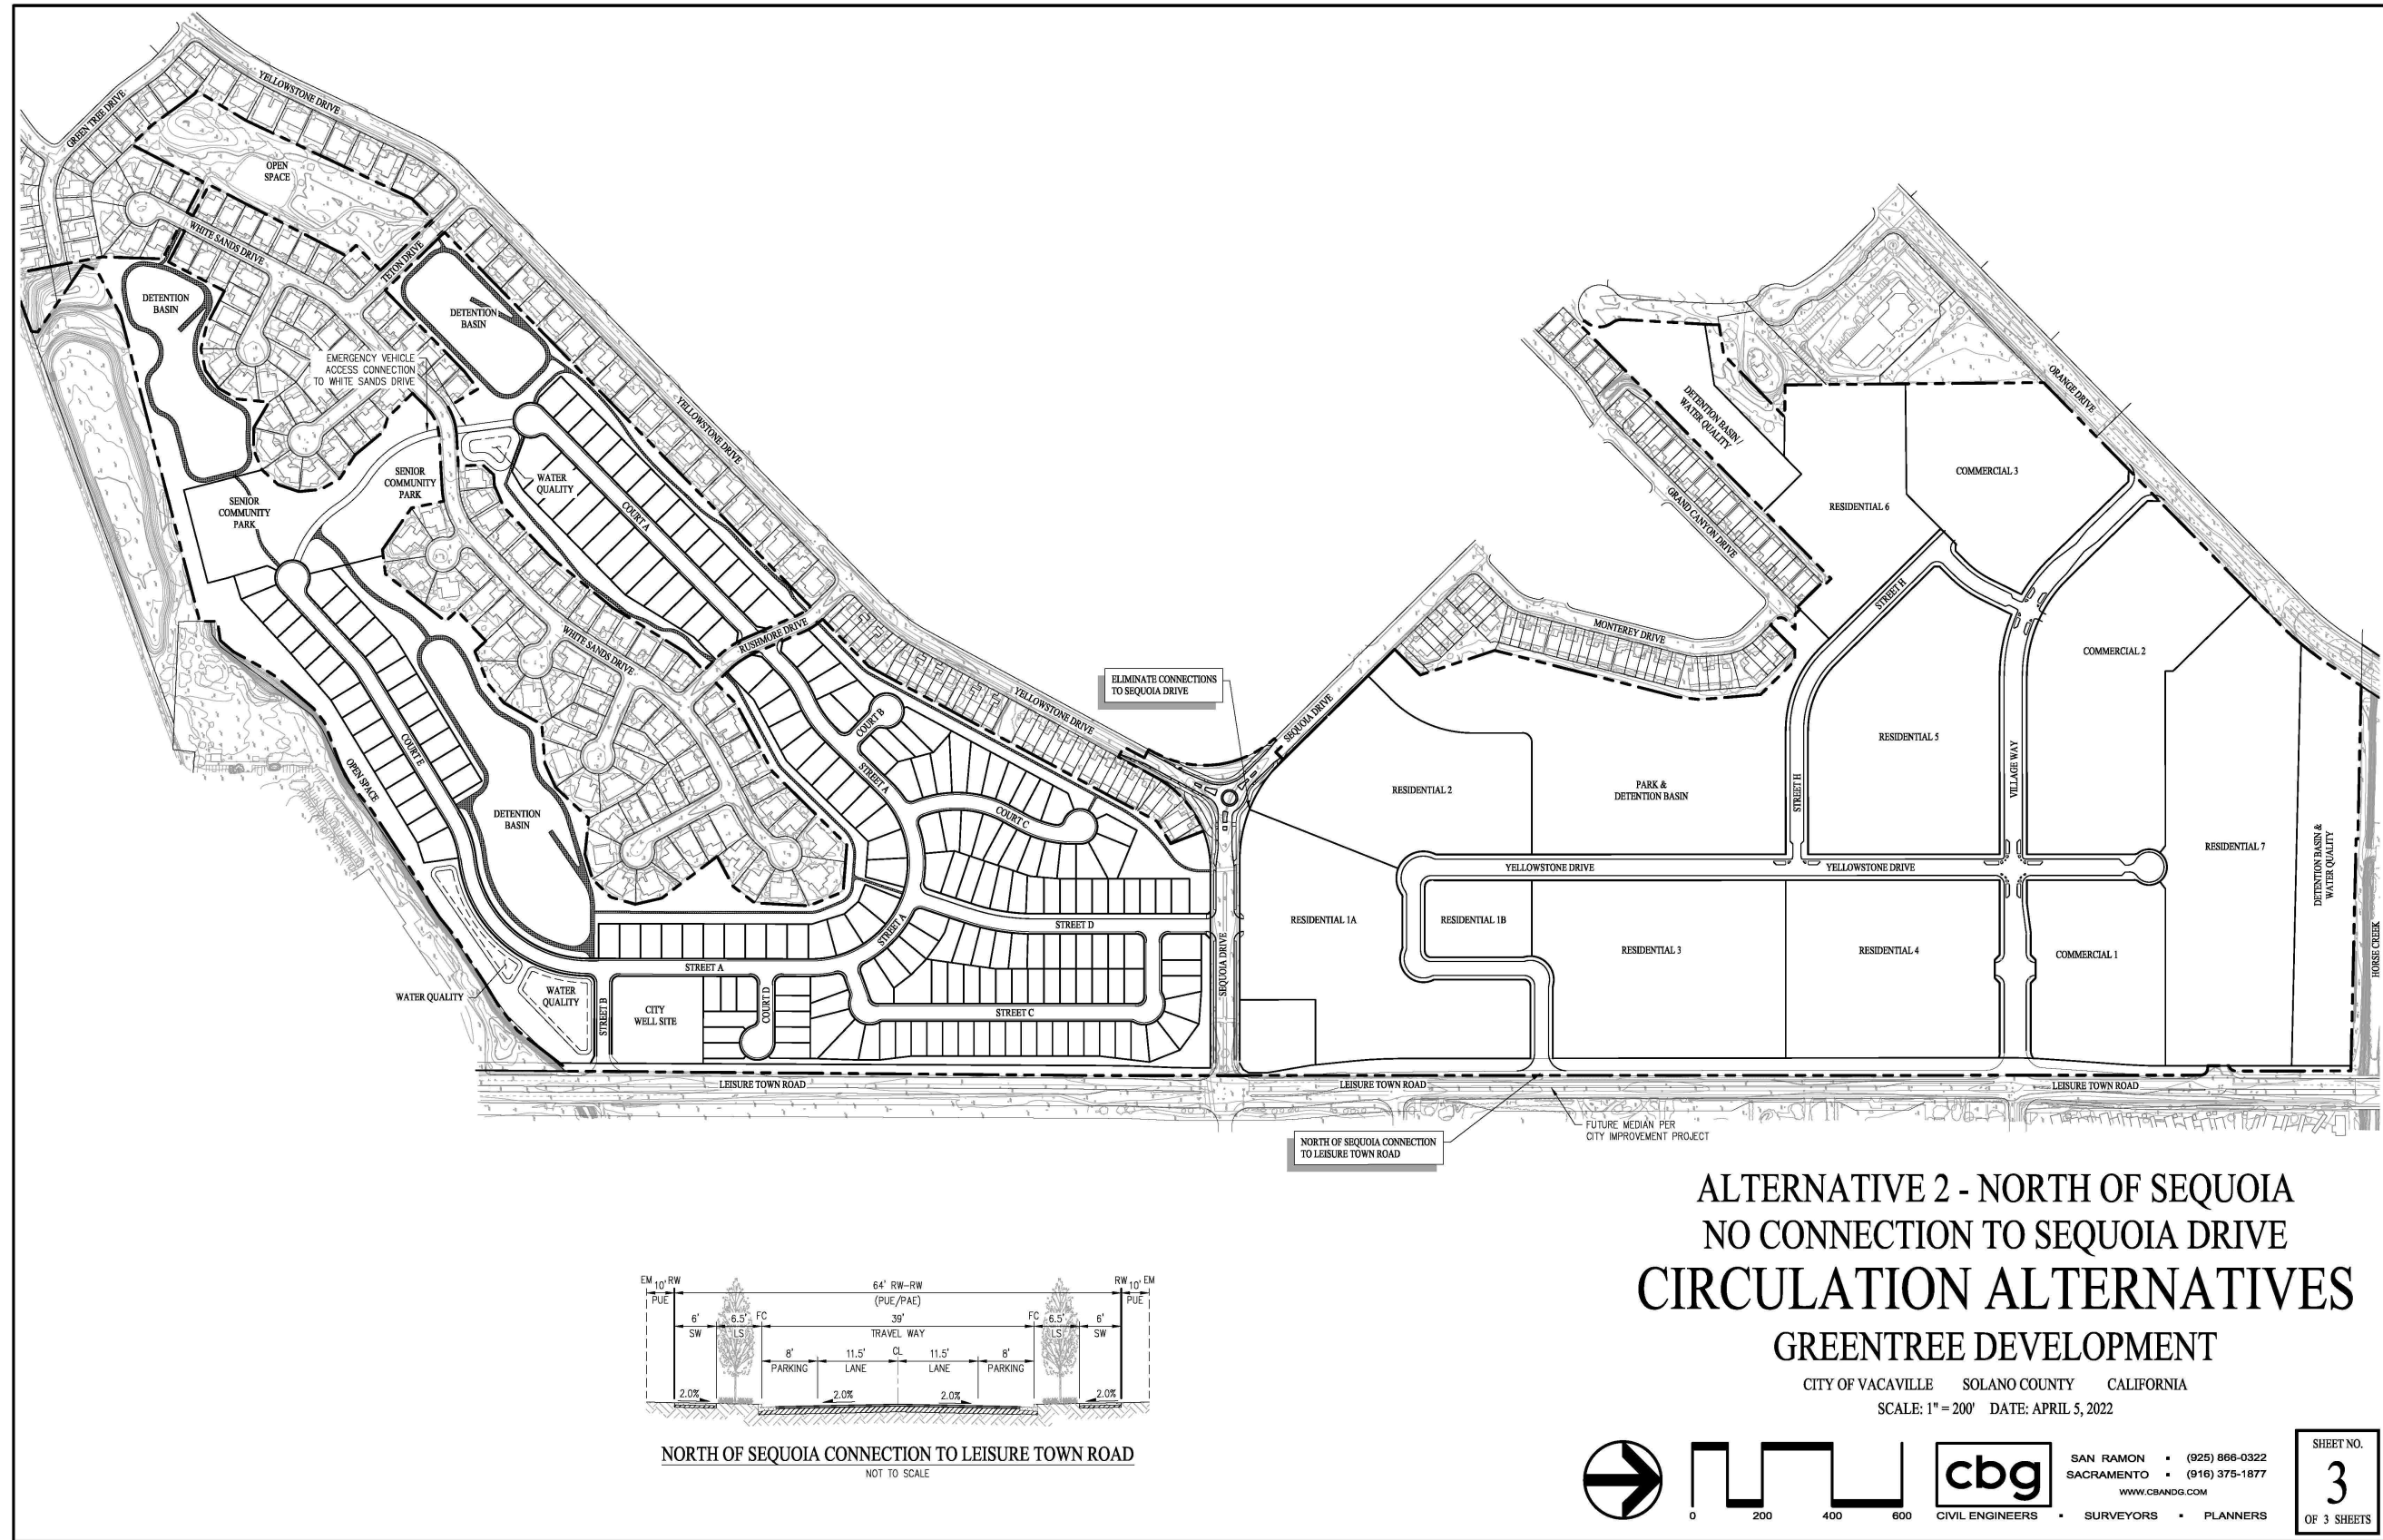 YELLOWSTONE DRIVE
GREEN TREE DRIVE
OPEN
SPACE
WHITE SANDS DRIVE
TETON DRIVE
DETENTION
BASIN
DETENTION
BASIN
EMERGENCY VEHICLE
ACCESS CONNECTION
TO WHITE SANDS DRIVE
YELLOWSTONE DRIVE
SENIOR
COMMUNITY
PARK
SENIOR
COMMUNITY
PARK
WATER
QUALITY
COURT A
WHITE SANDS DRIVE
RUSHMORE DRIVE
COURT E
OPEN SPACE
DETENTION
BASIN
COURT B
STREET A
COURT C
YELLOWSTONE DRIVE
ELIMINATE CONNECTIONS
TO SEQUOIA DRIVE
SEQUOIA DRIVE
STREET A
STREET D
STREET A
WATER QUALITY
WATER
QUALITY
STREET B
CITY
WELL SITE
COURT D
STREET C
SEQUOIA DRIVE
LEISURE TOWN ROAD
ORANGE DRIVE
DETENTION BASIN /
WATER QUALITY
COMMERCIAL 3
RESIDENTIAL 6
GRAND CANYON DRIVE
STREET H
MONTEREY DRIVE
COMMERCIAL 2
RESIDENTIAL 5
RESIDENTIAL 2
PARK &
DETENTION BASIN
STREET H
VILLAGE WAY
RESIDENTIAL 7
DETENTION BASIN &
WATER QUALITY
YELLOWSTONE DRIVE
YELLOWSTONE DRIVE
RESIDENTIAL 1A
RESIDENTIAL 1B
RESIDENTIAL 3
RESIDENTIAL 4
COMMERCIAL 1
HORSE CREEK
LEISURE TOWN ROAD
LEISURE TOWN ROAD
NORTH OF SEQUOIA CONNECTION
TO LEISURE TOWN ROAD
FUTURE MEDIAN PER
CITY IMPROVEMENT PROJECT
EM 10' RW 64' RW-RW RW 10' EM
PUE (PUE/PAE) PUE
6' 6.5' FC 39' FC 6.5' 6'
SW LS TRAVEL WAY LS SW
8' 11.5' CL 11.5' 8'
PARKING LANE LANE PARKING
2.0% 2.0% 2.0% 2.0%
NORTH OF SEQUOIA CONNECTION TO LEISURE TOWN ROAD
NOT TO SCALE
ALTERNATIVE 2 - NORTH OF SEQUOIA
NO CONNECTION TO SEQUOIA DRIVE
CIRCULATION ALTERNATIVES
GREENTREE DEVELOPMENT
CITY OF VACAVILLE SOLANO COUNTY CALIFORNIA
SCALE: 1" = 200' DATE: APRIL 5, 2022
0 200 400 600
cbg
SAN RAMON ▪ (925) 866-0322
SACRAMENTO ▪ (916) 375-1877
WWW.CBANDG.COM
CIVIL ENGINEERS ▪ SURVEYORS ▪ PLANNERS
SHEET NO.
3
OF 3 SHEETS